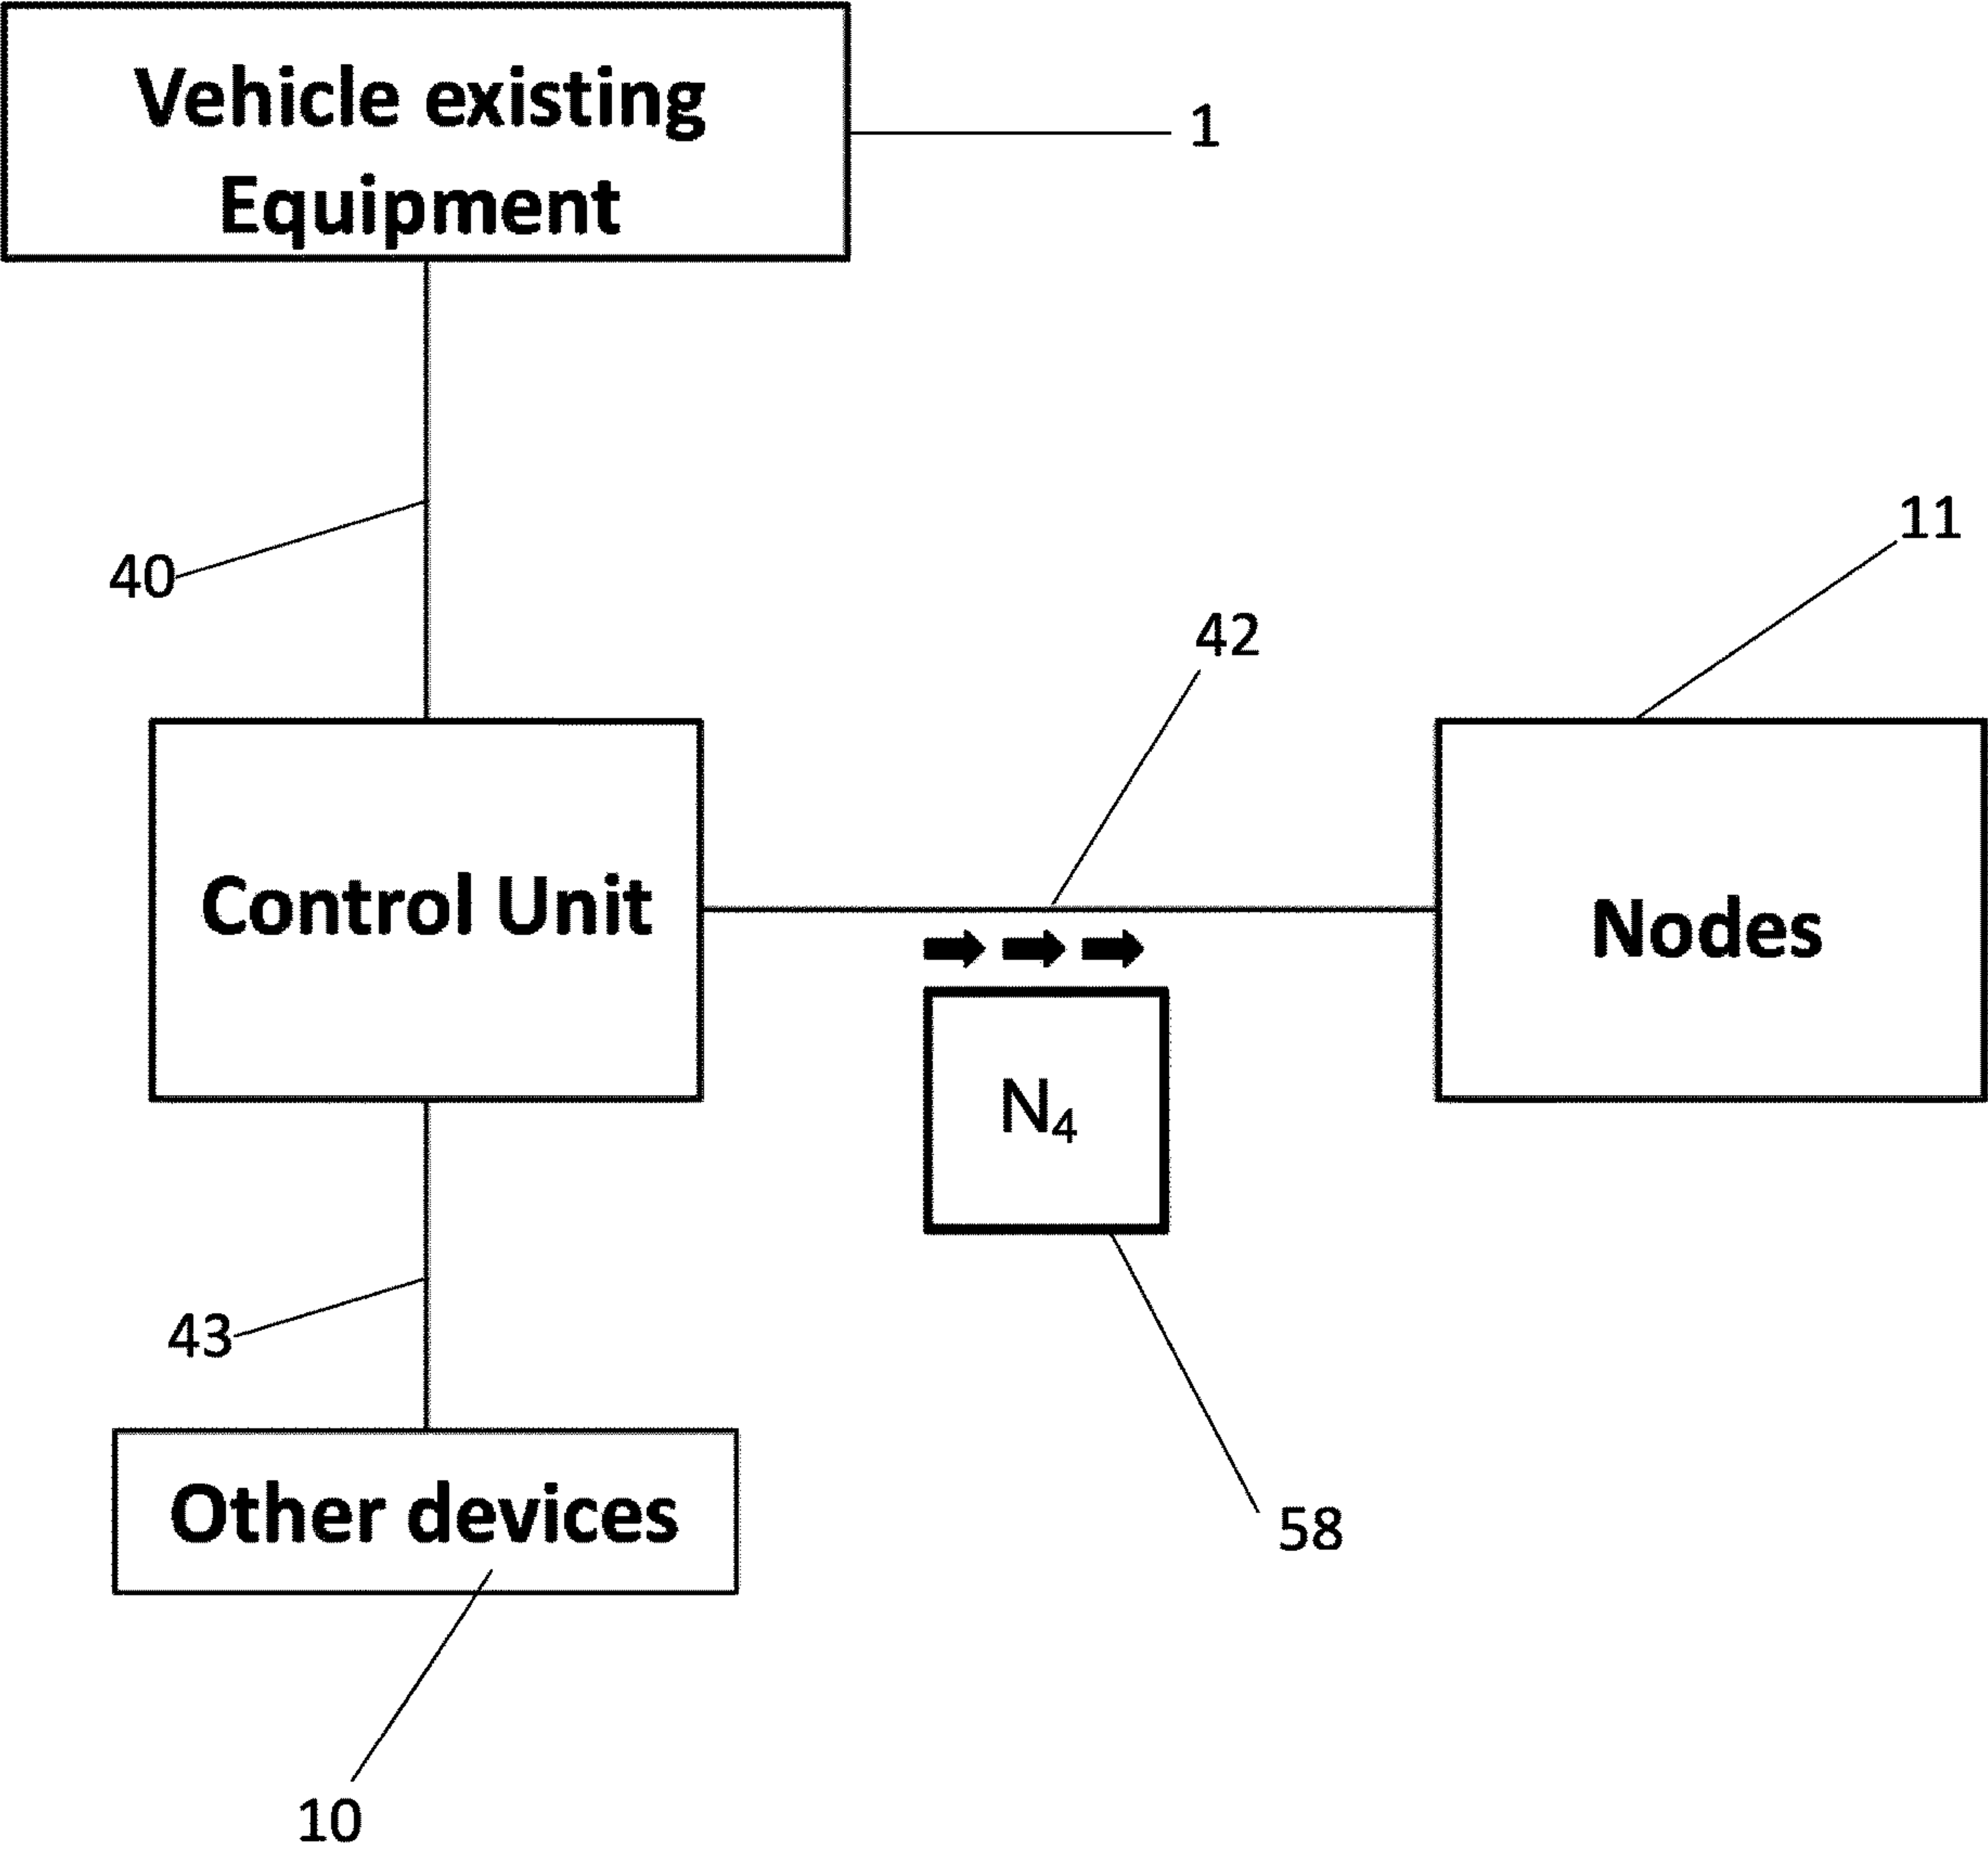 Vehicle existing
Equipment
1
40
11
42
Control Unit
Nodes
N₄
43
Other devices
58
10